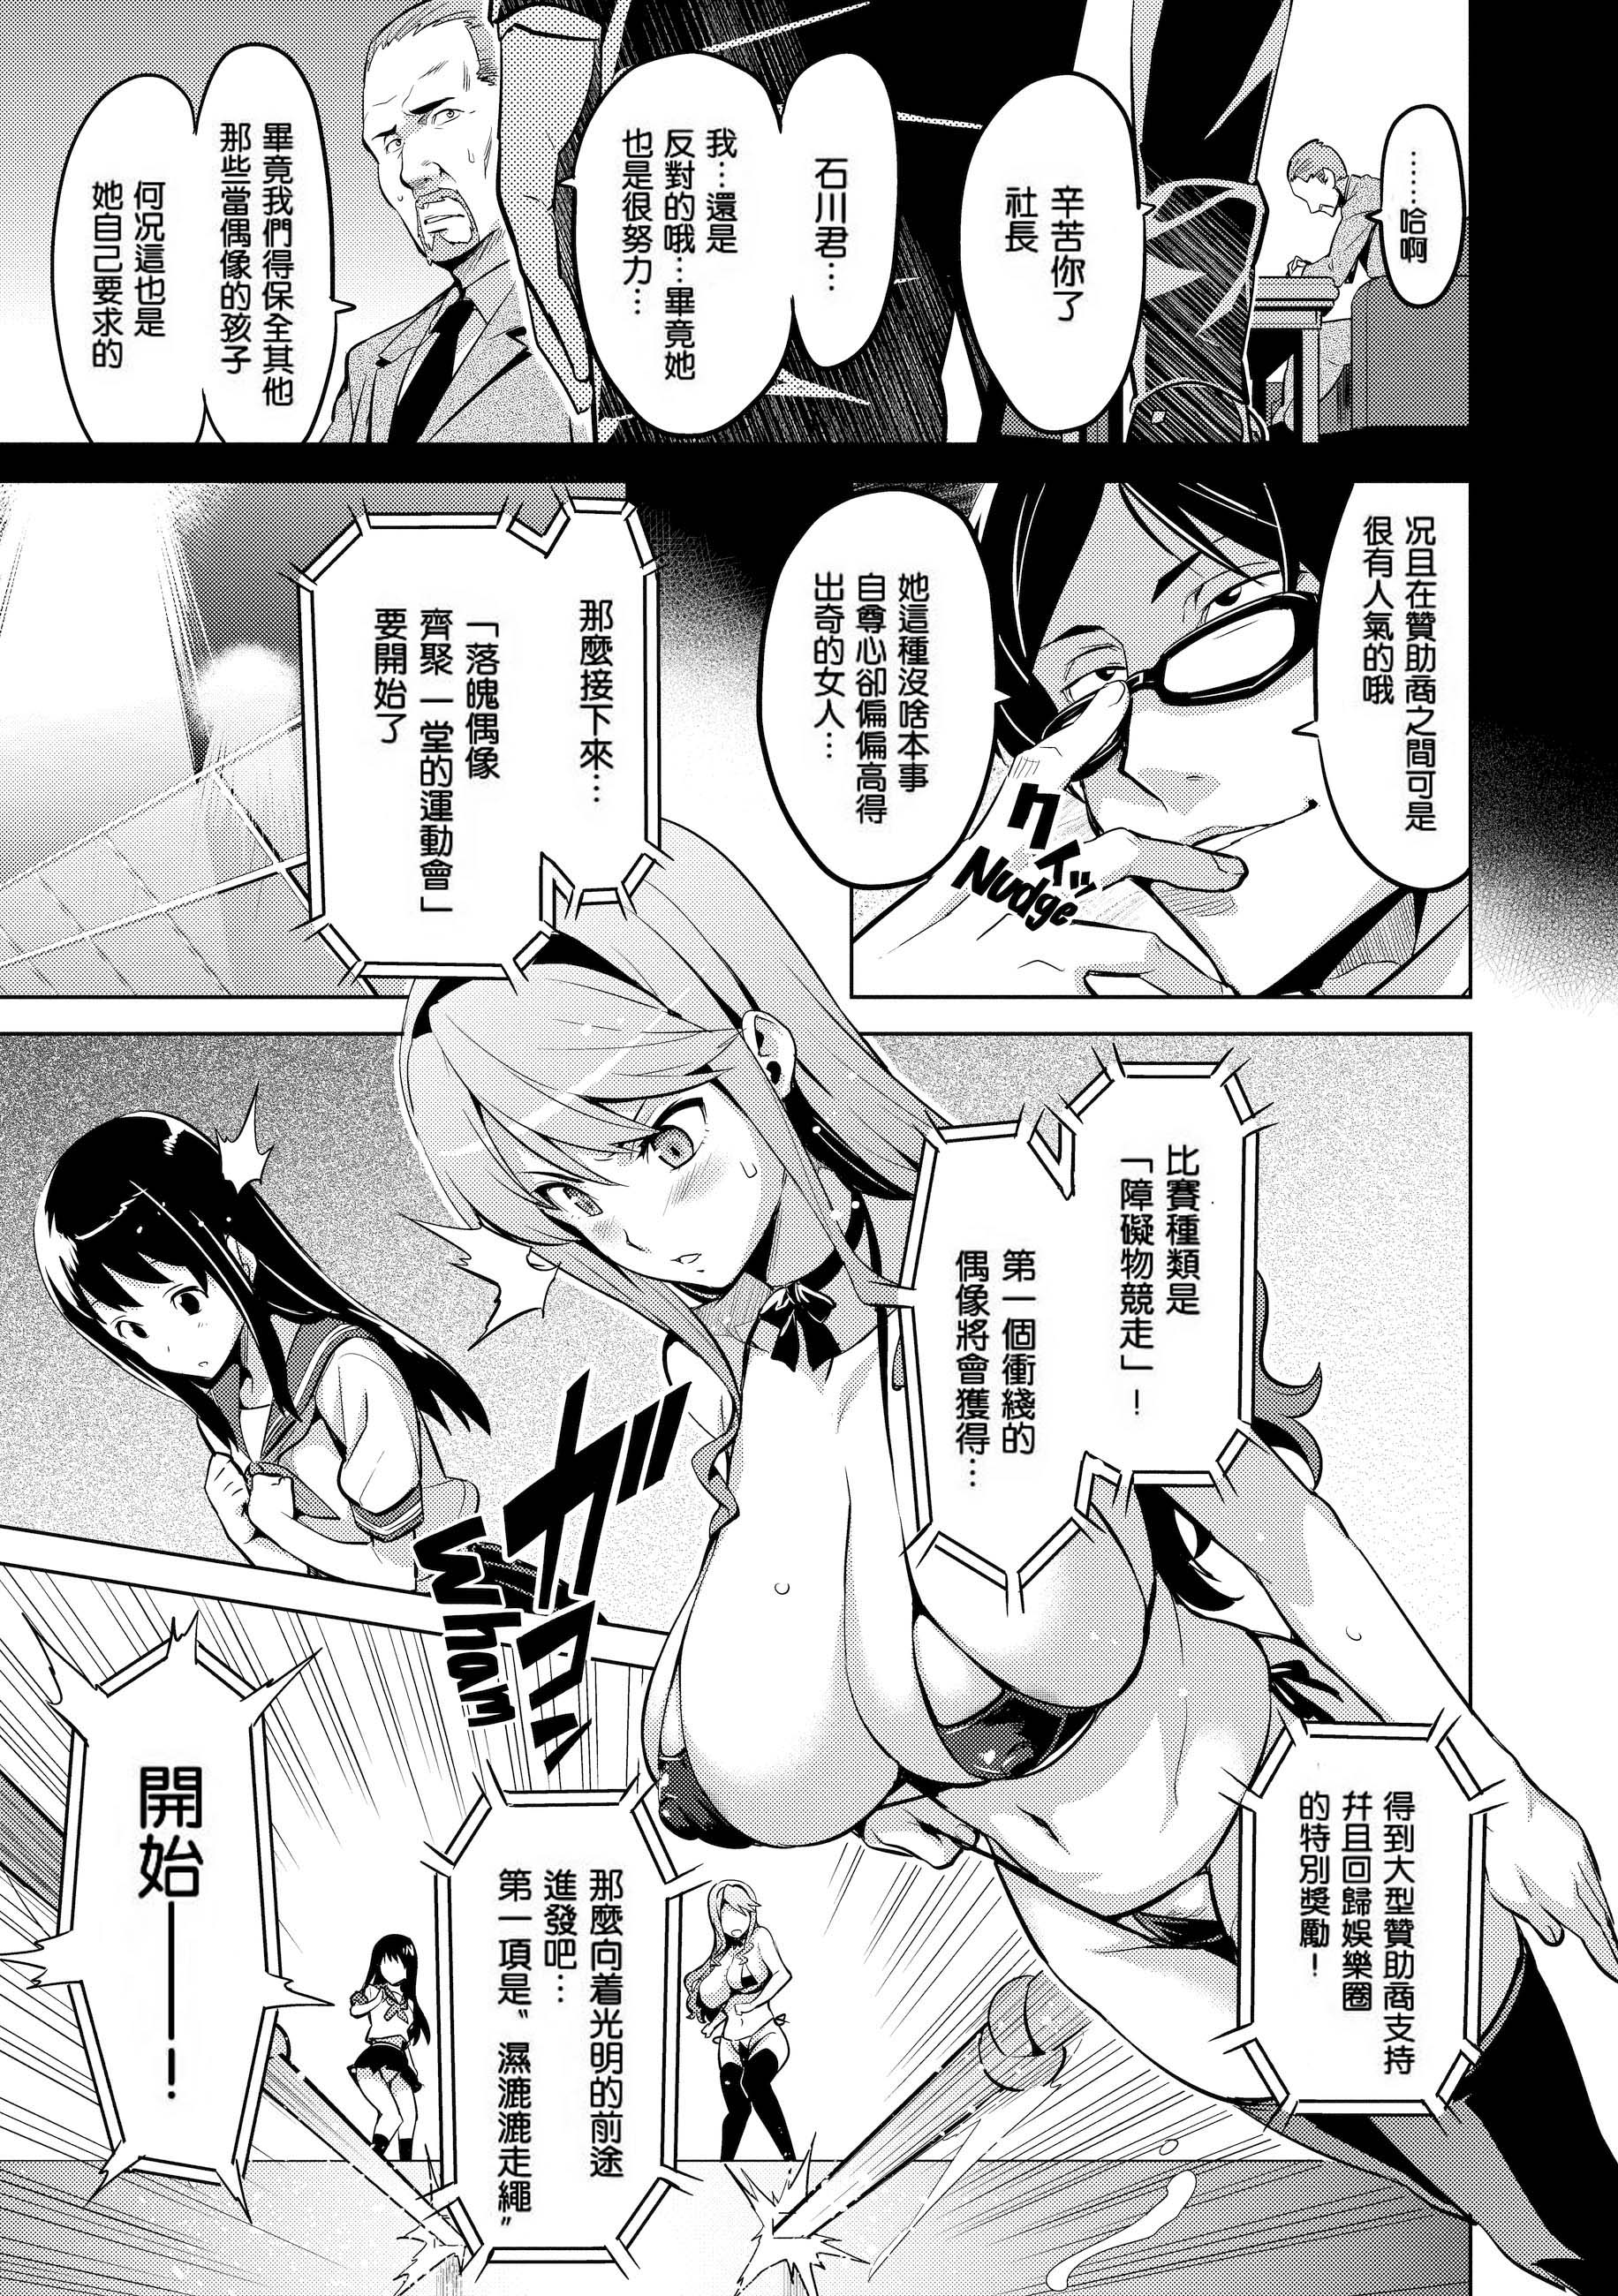 ……哈啊
辛苦你了
社長
石川君…
我…還是
反對的哦…畢竟她
也是很努力…
畢竟我們得保全其他
那些當偶像的孩子
何況這也是
她自己要求的
況且在贊助商之間可是
很有人氣的哦
她這種沒啥本事
自尊心卻偏偏高得
出奇的女人…
クイッ
Nudge
那麼接下來…
「落魄偶像
齊聚一堂的運動會」
要開始了
比賽種類是
「障礙物競走」！
第一個衝綫的
偶像將會獲得…
ガコン
Wham
得到大型贊助商支持
幷且回歸娛樂圈
的特別獎勵！
那麼向着光明的前途
進發吧…
第一項是〝濕漉漉走繩〞
開始——！